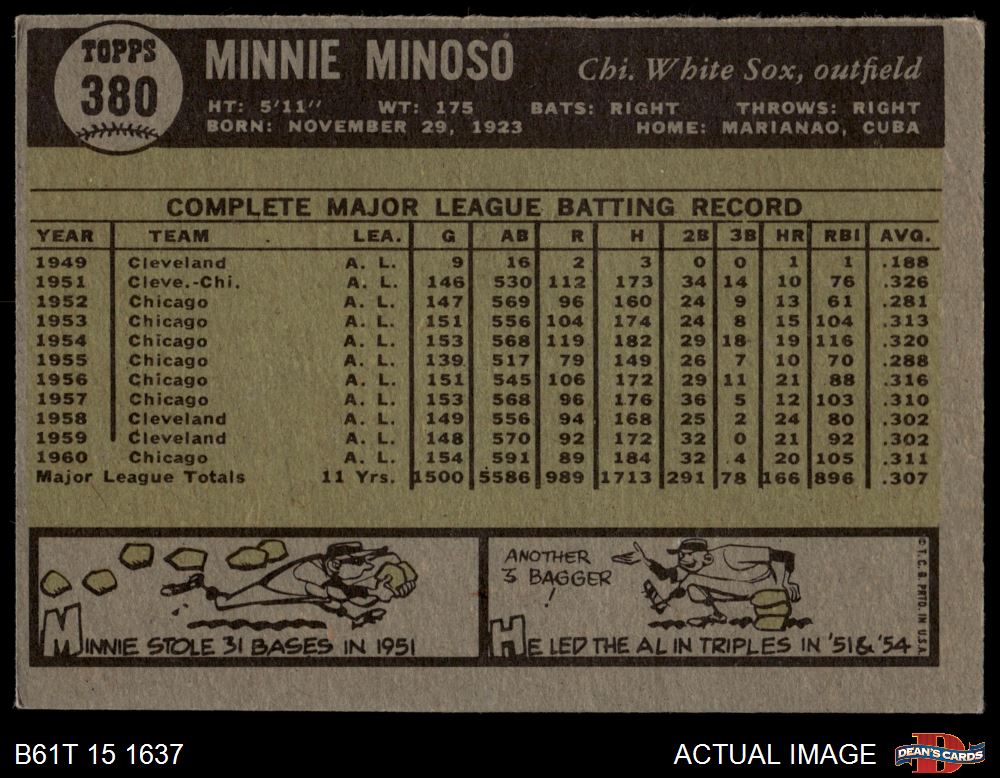 TOPPS
380
MINNIE MINOSO
Chi. White Sox, outfield
HT: 5'11" WT: 175 BATS: RIGHT THROWS: RIGHT
BORN: NOVEMBER 29, 1923 HOME: MARIANAO, CUBA
COMPLETE MAJOR LEAGUE BATTING RECORD
YEAR TEAM LEA. G AB R H 2B 3B HR RBI AVG.
1949 Cleveland A. L. 9 16 2 3 0 0 1 1 .188
1951 Cleve.-Chi. A. L. 146 530 112 173 34 14 10 76 .326
1952 Chicago A. L. 147 569 96 160 24 9 13 61 .281
1953 Chicago A. L. 151 556 104 174 24 8 15 104 .313
1954 Chicago A. L. 153 568 119 182 29 18 19 116 .320
1955 Chicago A. L. 139 517 79 149 26 7 10 70 .288
1956 Chicago A. L. 151 545 106 172 29 11 21 88 .316
1957 Chicago A. L. 153 568 96 176 36 5 12 103 .310
1958 Cleveland A. L. 149 556 94 168 25 2 24 80 .302
1959 Cleveland A. L. 148 570 92 172 32 0 21 92 .302
1960 Chicago A. L. 154 591 89 184 32 4 20 105 .311
Major League Totals 11 Yrs. 1500 5586 989 1713 291 78 166 896 .307
MINNIE STOLE 31 BASES IN 1951
ANOTHER
3 BAGGER
!
HE LED THE AL IN TRIPLES IN '51 & '54
© T. C. G. PRTD. IN U.S.A.
B61T 15 1637
ACTUAL IMAGE
D
DEAN'S CARDS